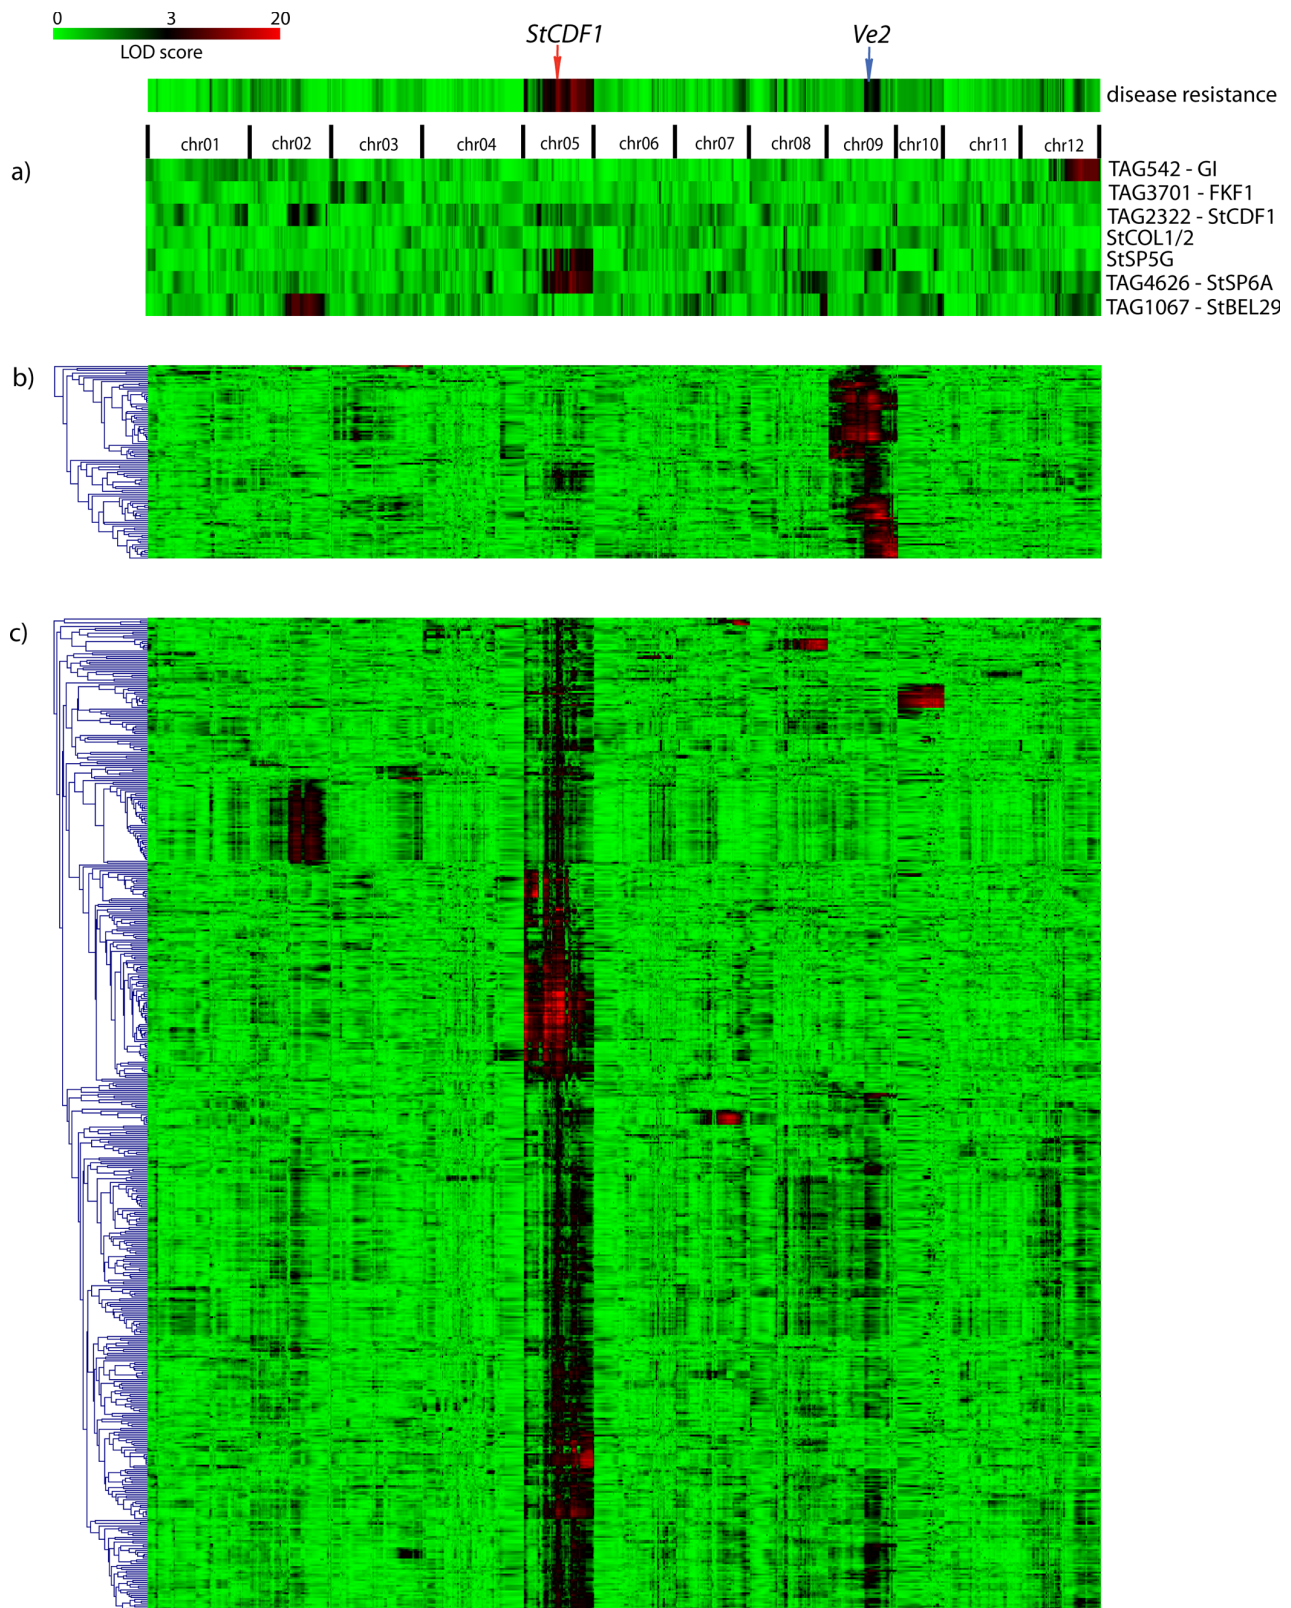 0 3 20
LOD score
StCDF1 Ve2
disease resistance
chr01 chr02 chr03 chr04 chr05 chr06 chr07 chr08 chr09 chr10 chr11 chr12
a)
TAG542 - GI
TAG3701 - FKF1
TAG2322 - StCDF1
StCOL1/2
StSP5G
TAG4626 - StSP6A
TAG1067 - StBEL29
b)
c)